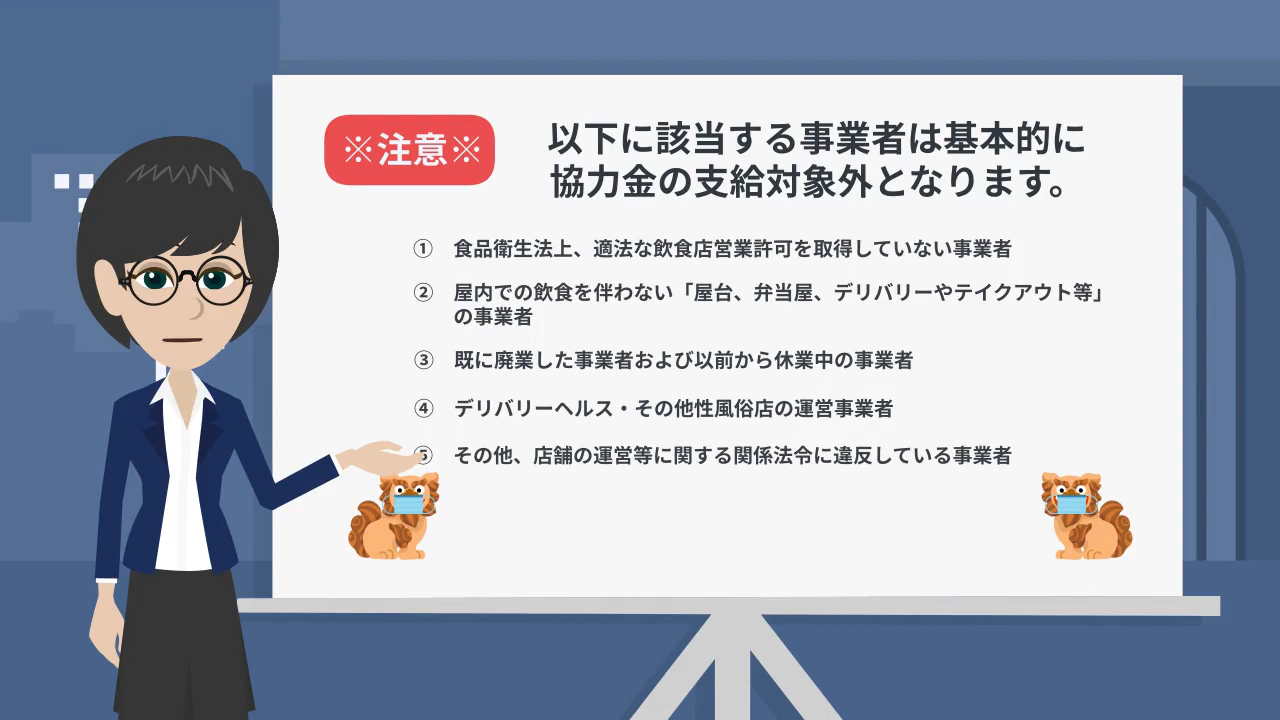 ※注意※
以下に該当する事業者は基本的に
協力金の支給対象外となります。
① 食品衛生法上、適法な飲食店営業許可を取得していない事業者
② 屋内での飲食を伴わない「屋台、弁当屋、デリバリーやテイクアウト等」
の事業者
③ 既に廃業した事業者および以前から休業中の事業者
④ デリバリーヘルス・その他性風俗店の運営事業者
⑤ その他、店舗の運営等に関する関係法令に違反している事業者